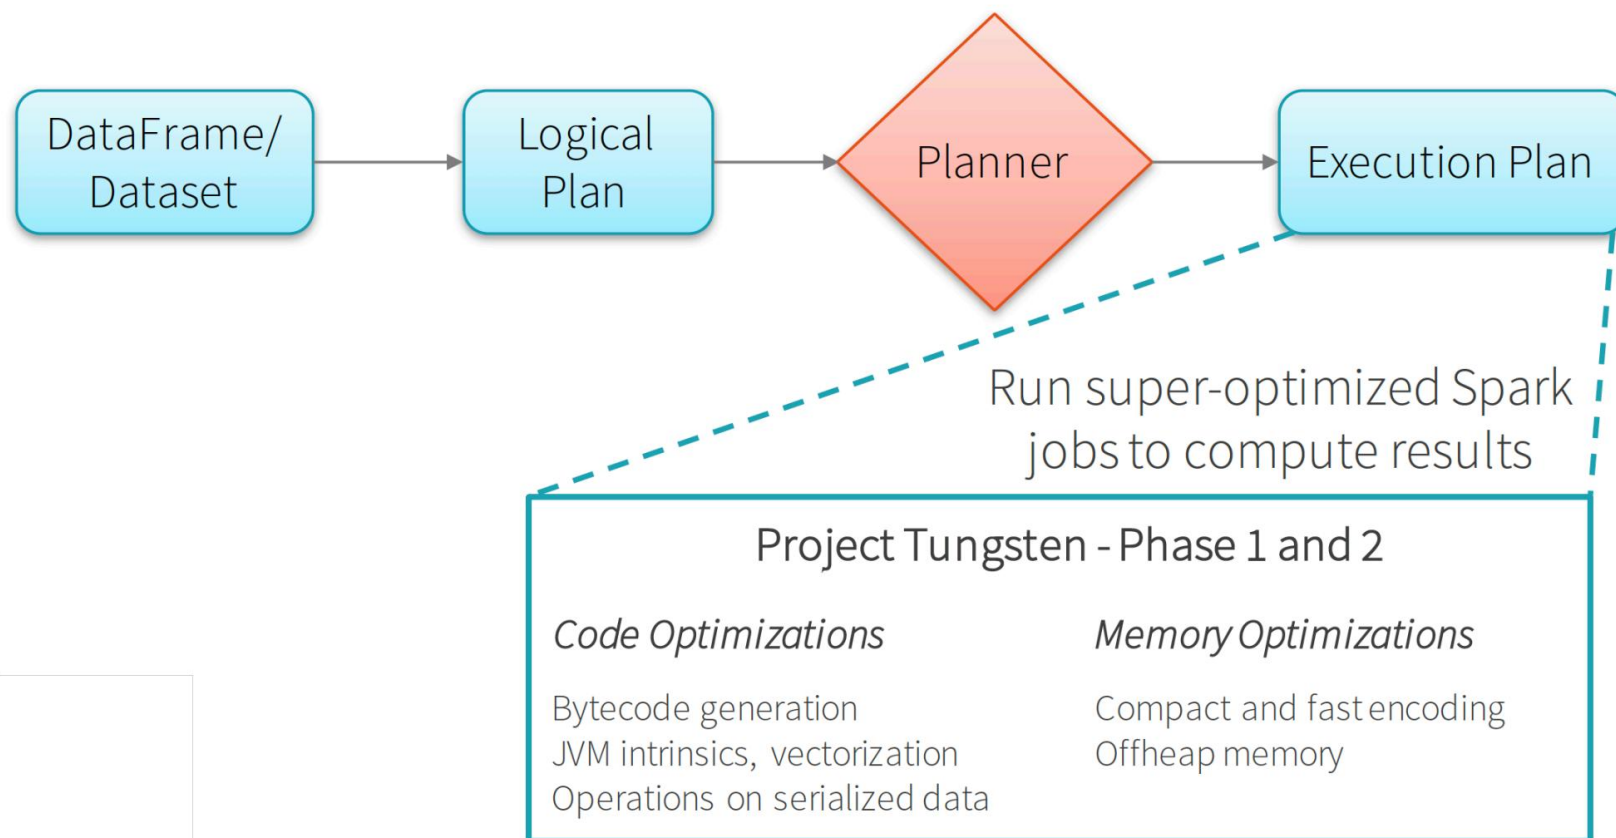 DataFrame/
Dataset
Logical
Plan
Planner
Execution Plan
Run super-optimized Spark
jobs to compute results
Project Tungsten - Phase 1 and 2
Code Optimizations
Bytecode generation
JVM intrinsics, vectorization
Operations on serialized data
Memory Optimizations
Compact and fast encoding
Offheap memory